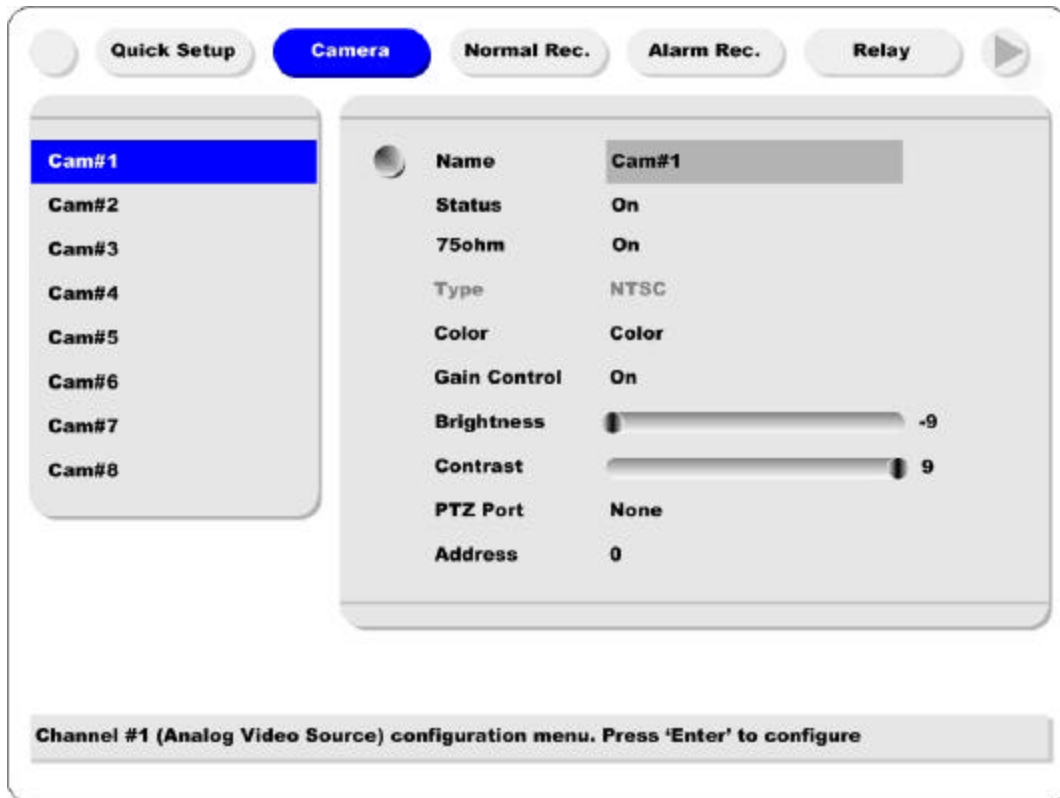 Quick Setup Camera Normal Rec. Alarm Rec. Relay
Cam#1
Cam#2
Cam#3
Cam#4
Cam#5
Cam#6
Cam#7
Cam#8
Name Cam#1
Status On
75ohm On
Type NTSC
Color Color
Gain Control On
Brightness -9
Contrast 9
PTZ Port None
Address 0
Channel #1 (Analog Video Source) configuration menu. Press ‘Enter’ to configure